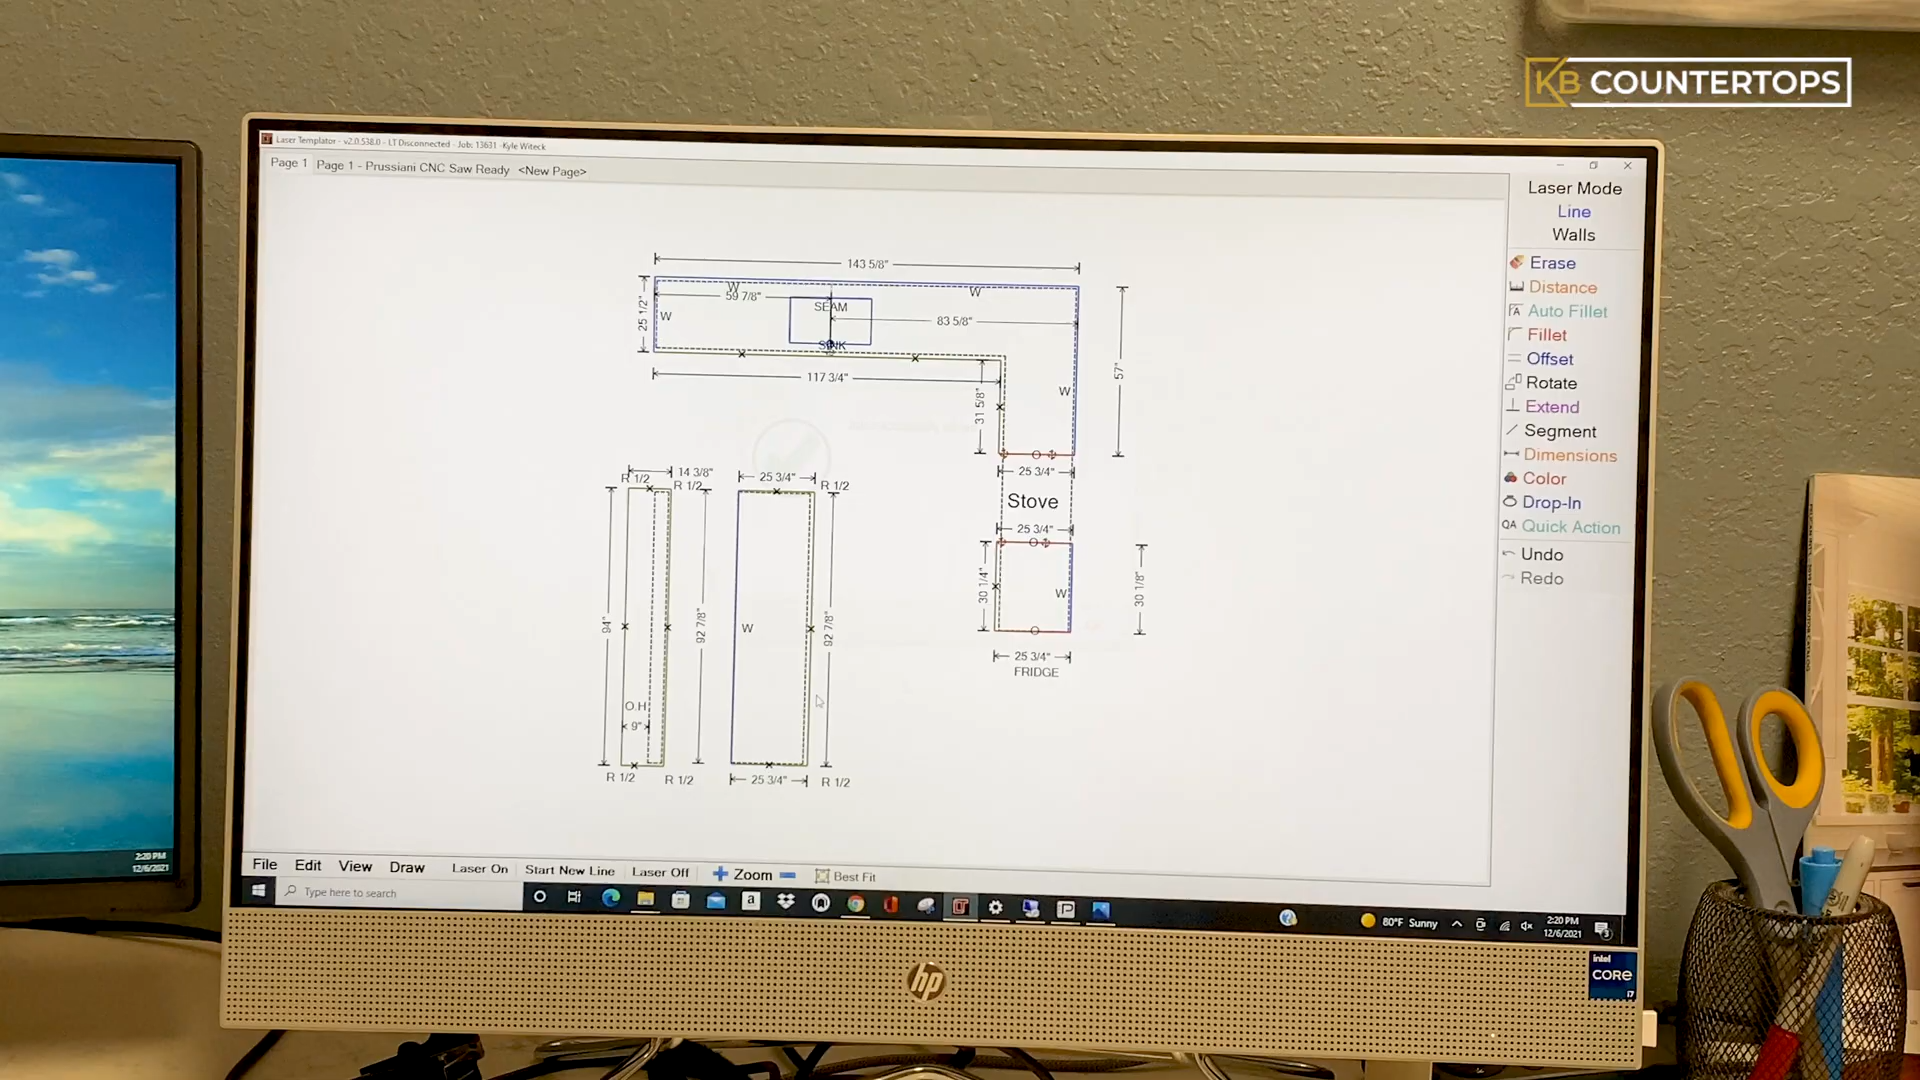 KB COUNTERTOPS
Laser Templator - v2.0.538.0 - LT Disconnected - Job: 13631 -Kyle Witeck
Page 1 Page 1 - Prussiani CNC Saw Ready <New Page>
Laser Mode
Line
Walls
Erase
Distance
Auto Fillet
Fillet
Offset
Rotate
Extend
Segment
Dimensions
Color
Drop-In
QA Quick Action
Undo
Redo
143 5/8"
W
59 7/8"
W
25 1/2"
W
SEAM
83 5/8"
SINK
117 3/4"
57"
31 5/8"
W
25 3/4"
Stove
25 3/4"
30 1/4"
W
30 1/8"
25 3/4"
FRIDGE
14 3/8"
R 1/2
R 1/2
94"
92 7/8"
O.H
9"
R 1/2
R 1/2
25 3/4"
R 1/2
W
92 7/8"
25 3/4"
R 1/2
File Edit View Draw Laser On Start New Line Laser Off Zoom Best Fit
Type here to search
80°F Sunny
2:20 PM
12/6/2021
3
2:20 PM
12/6/2021
hp
intel
CORE
i7